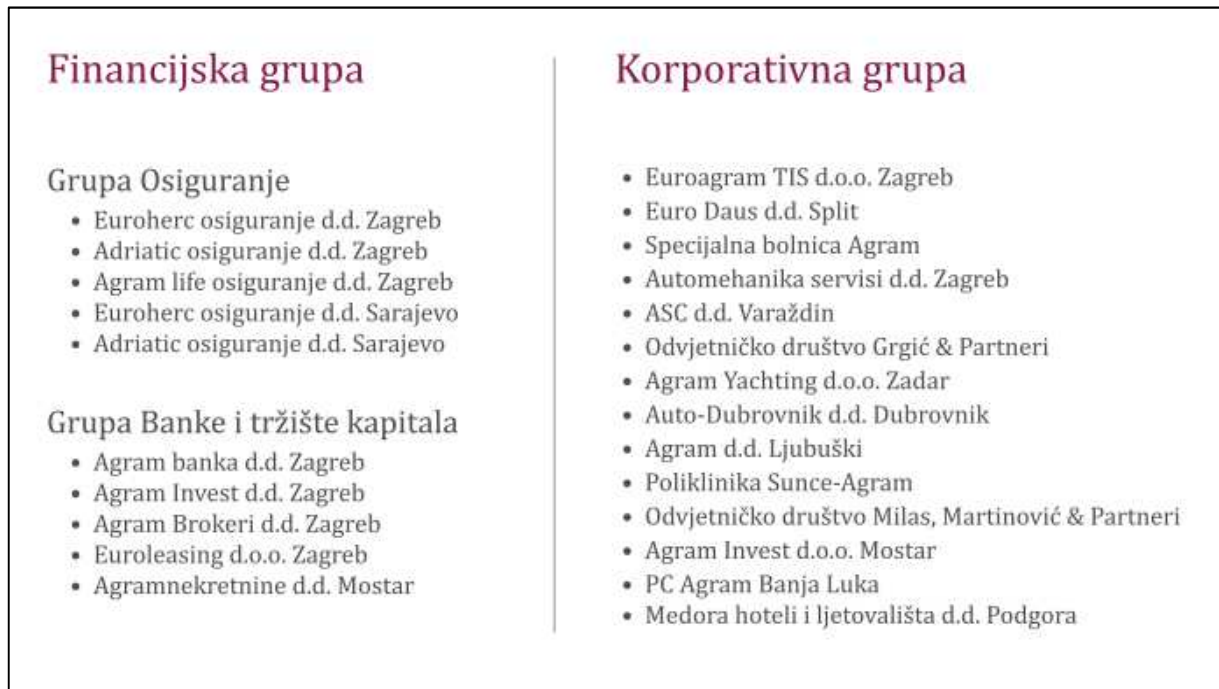 Financijska grupa
Grupa Osiguranje
• Euroherc osiguranje d.d. Zagreb
• Adriatic osiguranje d.d. Zagreb
• Agram life osiguranje d.d. Zagreb
• Euroherc osiguranje d.d. Sarajevo
• Adriatic osiguranje d.d. Sarajevo
Grupa Banke i tržište kapitala
• Agram banka d.d. Zagreb
• Agram Invest d.d. Zagreb
• Agram Brokeri d.d. Zagreb
• Euroleasing d.o.o. Zagreb
• Agramnekretnine d.d. Mostar
Korporativna grupa
• Euroagram TIS d.o.o. Zagreb
• Euro Daus d.d. Split
• Specijalna bolnica Agram
• Automehanika servisi d.d. Zagreb
• ASC d.d. Varaždin
• Odvjetničko društvo Grgić & Partneri
• Agram Yachting d.o.o. Zadar
• Auto-Dubrovnik d.d. Dubrovnik
• Agram d.d. Ljubuški
• Poliklinika Sunce-Agram
• Odvjetničko društvo Milas, Martinović & Partneri
• Agram Invest d.o.o. Mostar
• PC Agram Banja Luka
• Medora hoteli i ljetovališta d.d. Podgora